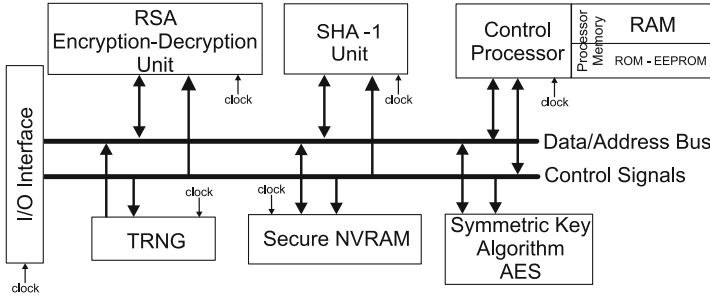 RSA
Encryption-Decryption
Unit
clock
SHA -1
Unit
clock
Control
Processor
clock
Processor
Memory
RAM
ROM - EEPROM
I/O Interface
clock
Data/Address Bus
Control Signals
clock
TRNG
clock
Secure NVRAM
Symmetric Key
Algorithm
AES